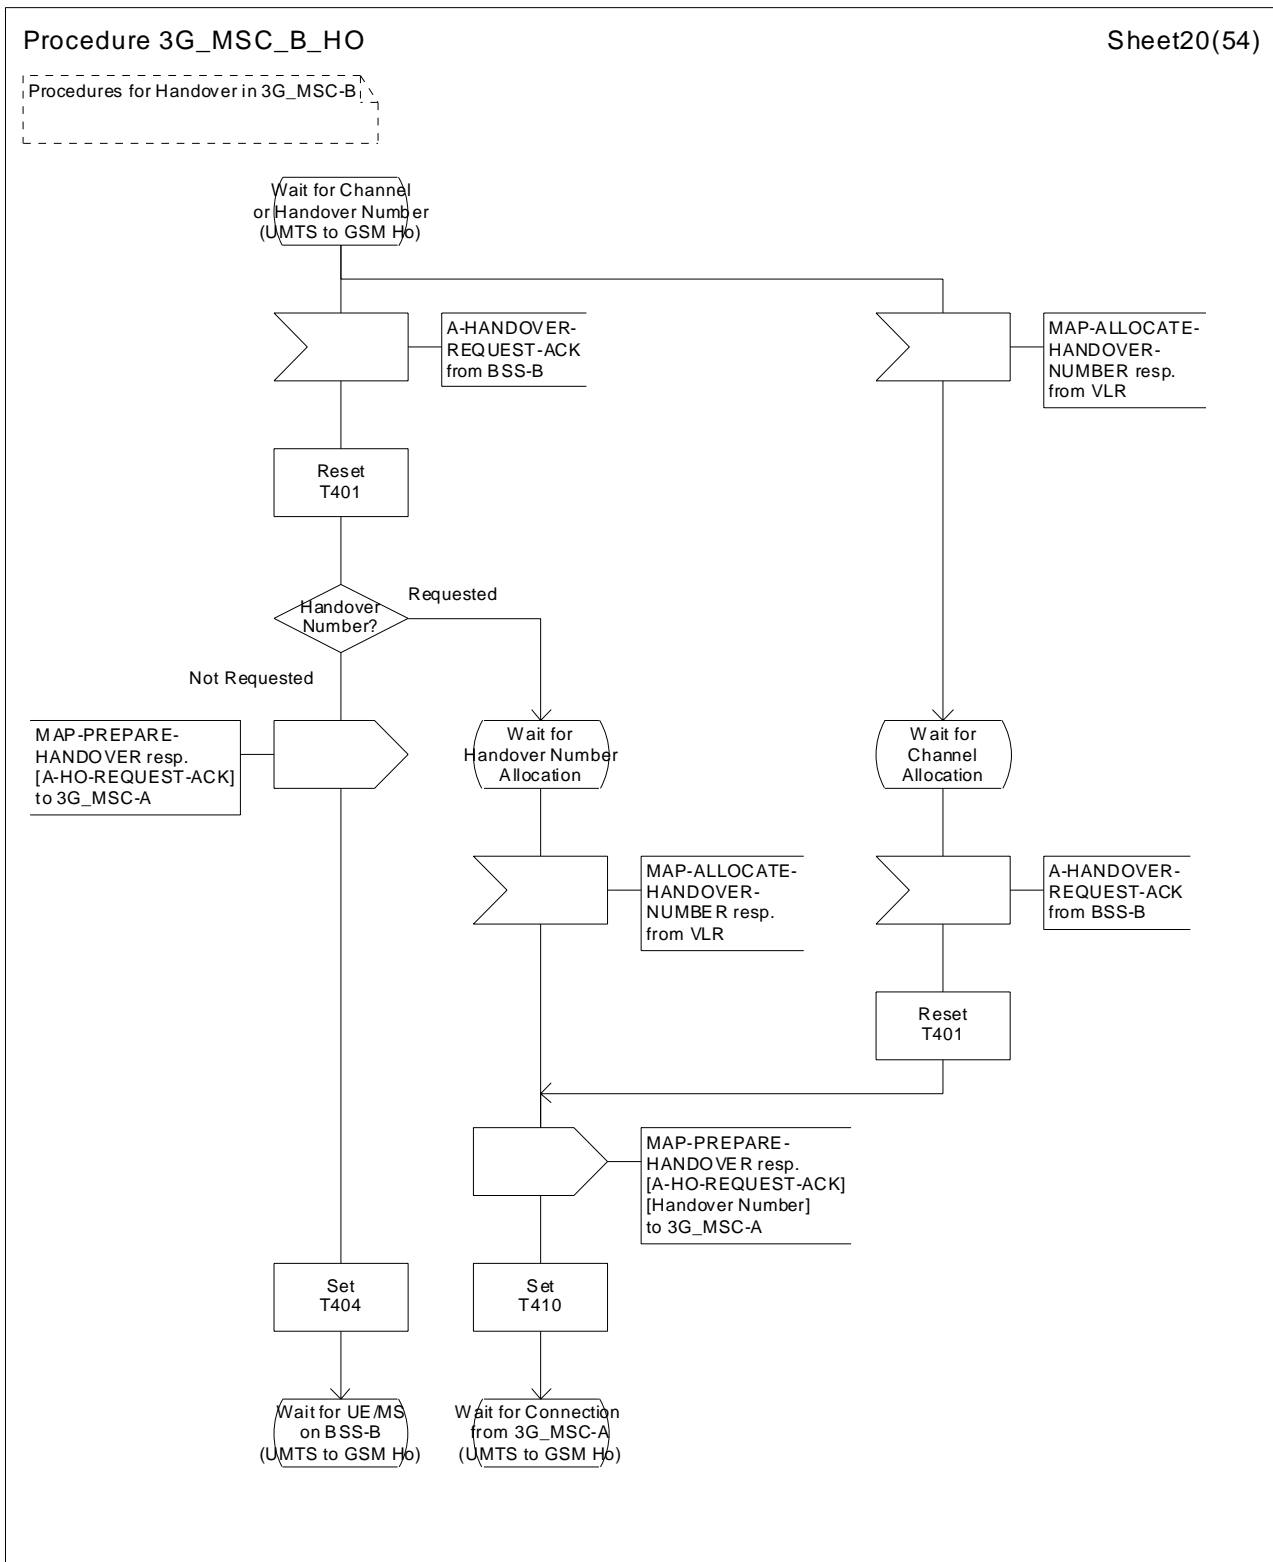 Procedure 3G_MSC_B_HO
Sheet20(54)
Procedures for Handover in 3G_MSC-B
Wait for Channel
or Handover Number
(UMTS to GSM Ho)
A-HANDOVER-
REQUEST-ACK
from BSS-B
MAP-ALLOCATE-
HANDOVER-
NUMBER resp.
from VLR
Reset
T401
Handover
Number?
Requested
Not Requested
MAP-PREPARE-
HANDOVER resp.
[A-HO-REQUEST-ACK]
to 3G_MSC-A
Wait for
Handover Number
Allocation
Wait for
Channel
Allocation
MAP-ALLOCATE-
HANDOVER-
NUMBER resp.
from VLR
A-HANDOVER-
REQUEST-ACK
from BSS-B
Reset
T401
MAP-PREPARE-
HANDOVER resp.
[A-HO-REQUEST-ACK]
[Handover Number]
to 3G_MSC-A
Set
T404
Set
T410
Wait for UE/MS
on BSS-B
(UMTS to GSM Ho)
Wait for Connection
from 3G_MSC-A
(UMTS to GSM Ho)